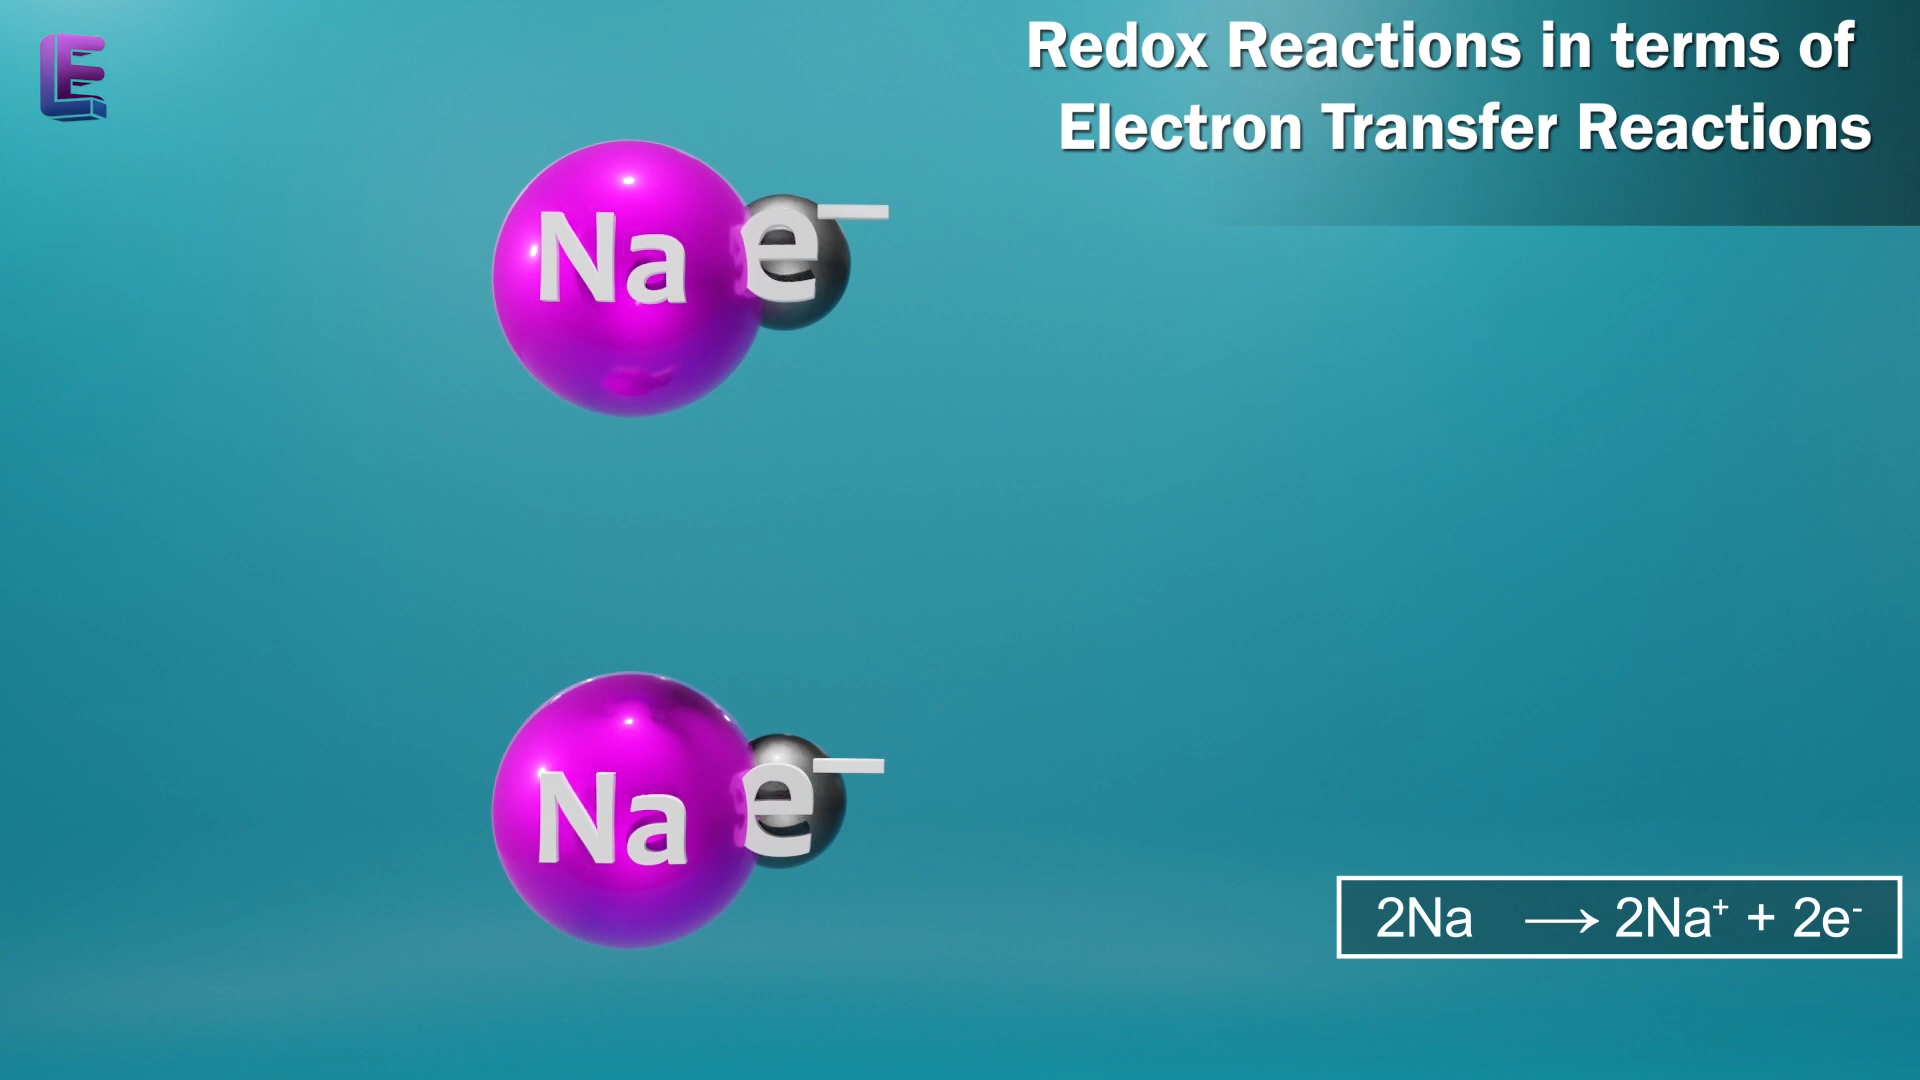 Redox Reactions in terms of
Electron Transfer Reactions
Na e⁻
Na e⁻
2Na ⟶ 2Na⁺ + 2e⁻